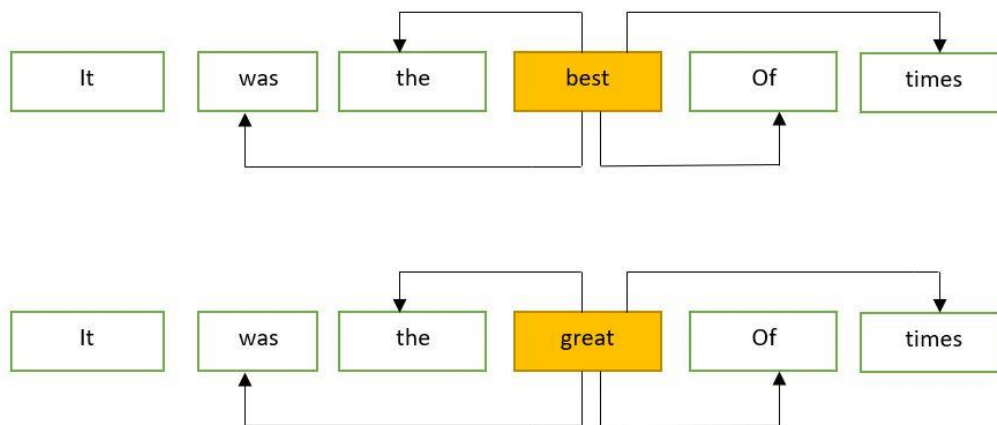 It was the best Of times
It was the great Of times